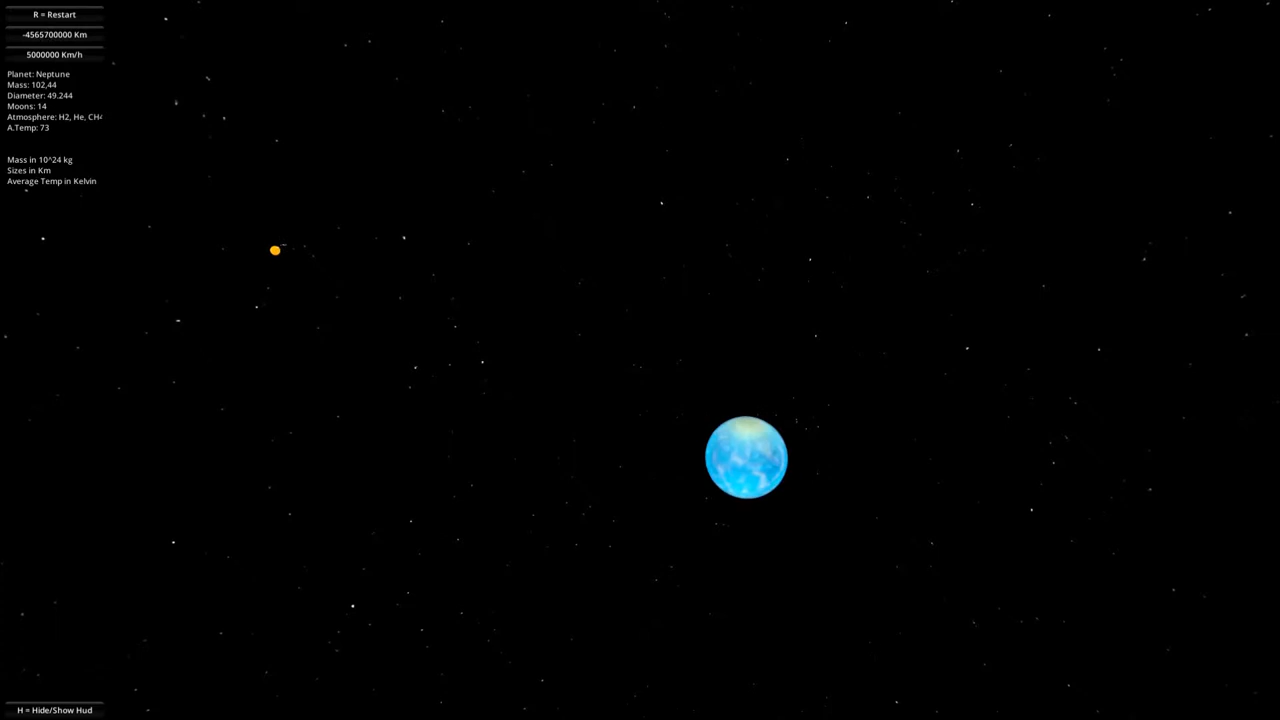 R = Restart
-4565700000 Km
5000000 Km/h
Planet: Neptune
Mass: 102,44
Diameter: 49.244
Moons: 14
Atmosphere: H2, He, CH4
A.Temp: 73
Mass in 10^24 kg
Sizes in Km
Average Temp in Kelvin
H = Hide/Show Hud